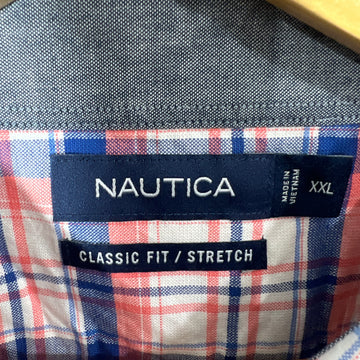 NAUTICA
MADE IN
VIETNAM
XXL
CLASSIC FIT / STRETCH